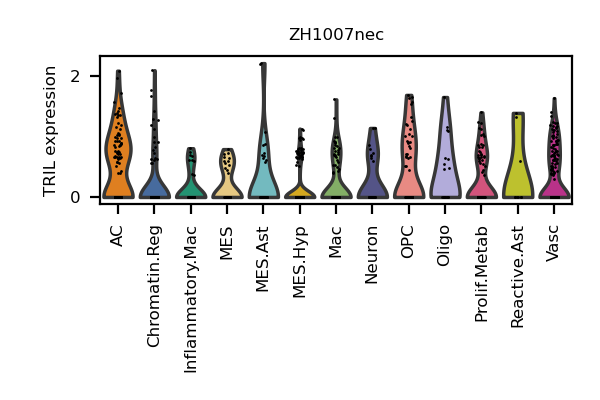 ZH1007nec
TRIL expression
2
0
AC
Chromatin.Reg
Inflammatory.Mac
MES
MES.Ast
MES.Hyp
Mac
Neuron
OPC
Oligo
Prolif.Metab
Reactive.Ast
Vasc